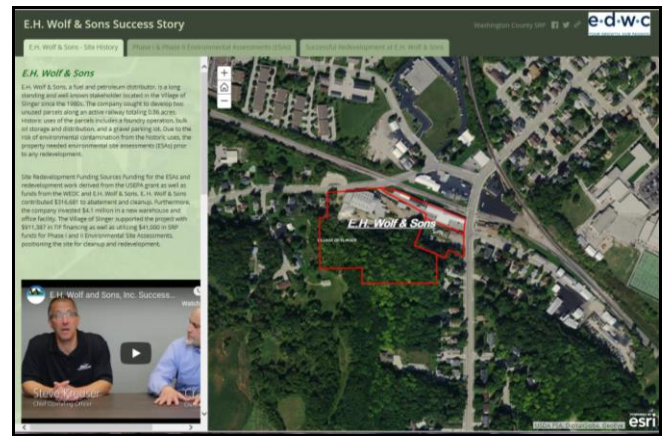 E.H. Wolf & Sons Success Story
Washington County SRP
e·d·w·c
E.H. Wolf & Sons - Site History
Phase I & Phase II Environmental Assessments (ESAs)
Successful Redevelopment at E.H. Wolf & Sons
E.H. Wolf & Sons
E.H. Wolf & Sons, a fuel and petroleum distributor, is a long
standing and well known stakeholder located in the Village of
Slinger since the 1980s. The company sought to develop two
unused parcels along an active railway totaling 0.86 acres.
Historic uses of the parcels includes a foundry operation, bulk
oil storage and distribution, and a gravel parking lot. Due to the
risk of environmental contamination from the historic uses, the
property needed environmental site assessments (ESAs) prior
to any redevelopment.
Site Redevelopment Funding Sources Funding for the ESAs and
redevelopment work derived from the USEPA grant as well as
funds from the WEDC and E.H. Wolf & Sons. E. H. Wolf & Sons
contributed $316,681 to abatement and cleanup. Furthermore,
the company invested $4.1 million in a new warehouse and
office facility. The Village of Slinger supported the project with
$911,387 in TIF financing as well as utilizing $41,000 in SRP
funds for Phase I and II Environmental Site Assessments,
positioning the site for cleanup and redevelopment.
E.H. Wolf and Sons, Inc. Success...
Watch
Steve Kreuser
Chief Operating Officer
E.H. Wolf & Sons
VILLAGE OF SLINGER
POWERED BY
esri